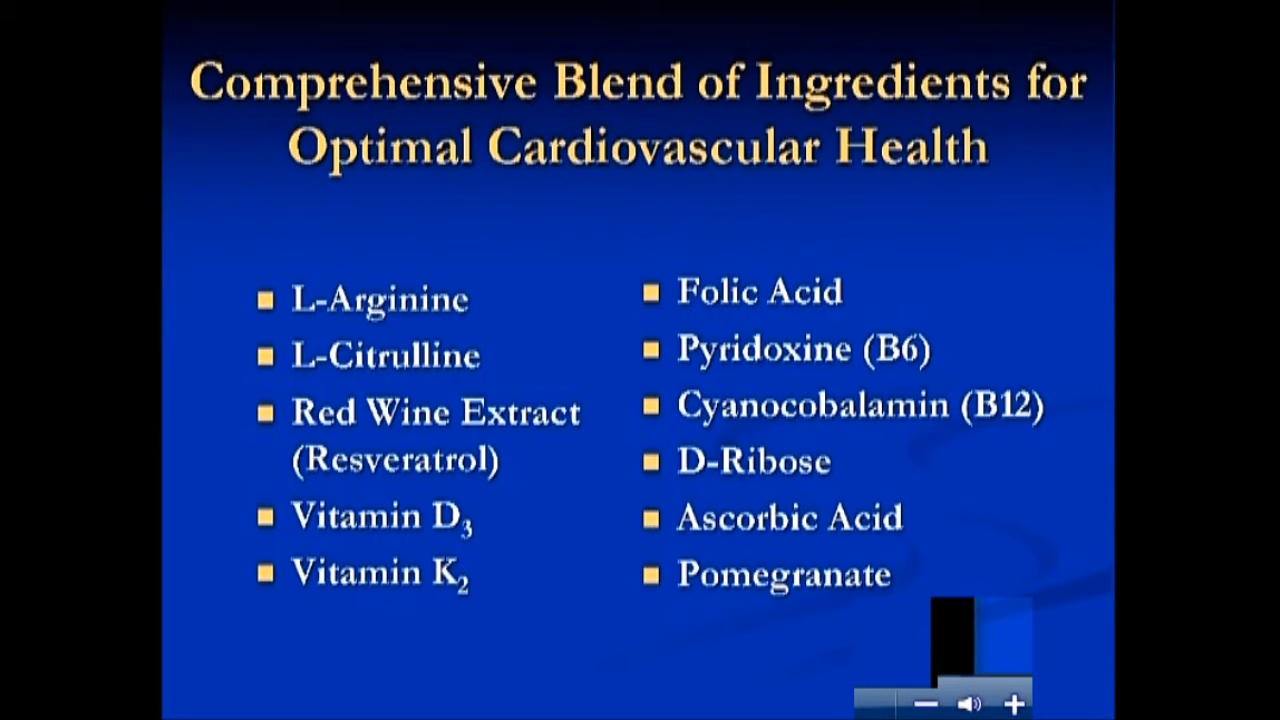 Comprehensive Blend of Ingredients for
Optimal Cardiovascular Health
L-Arginine
L-Citrulline
Red Wine Extract
(Resveratrol)
Vitamin D₃
Vitamin K₂
Folic Acid
Pyridoxine (B6)
Cyanocobalamin (B12)
D-Ribose
Ascorbic Acid
Pomegranate